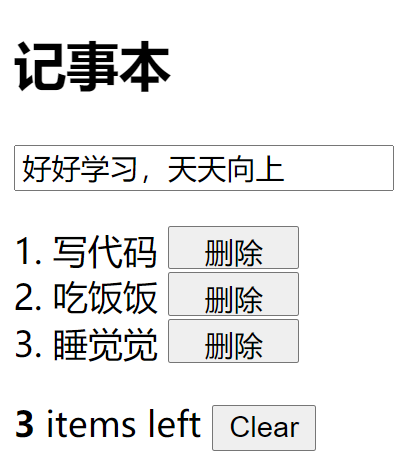 记事本
好好学习，天天向上
1. 写代码 删除
2. 吃饭饭 删除
3. 睡觉觉 删除
3 items left Clear